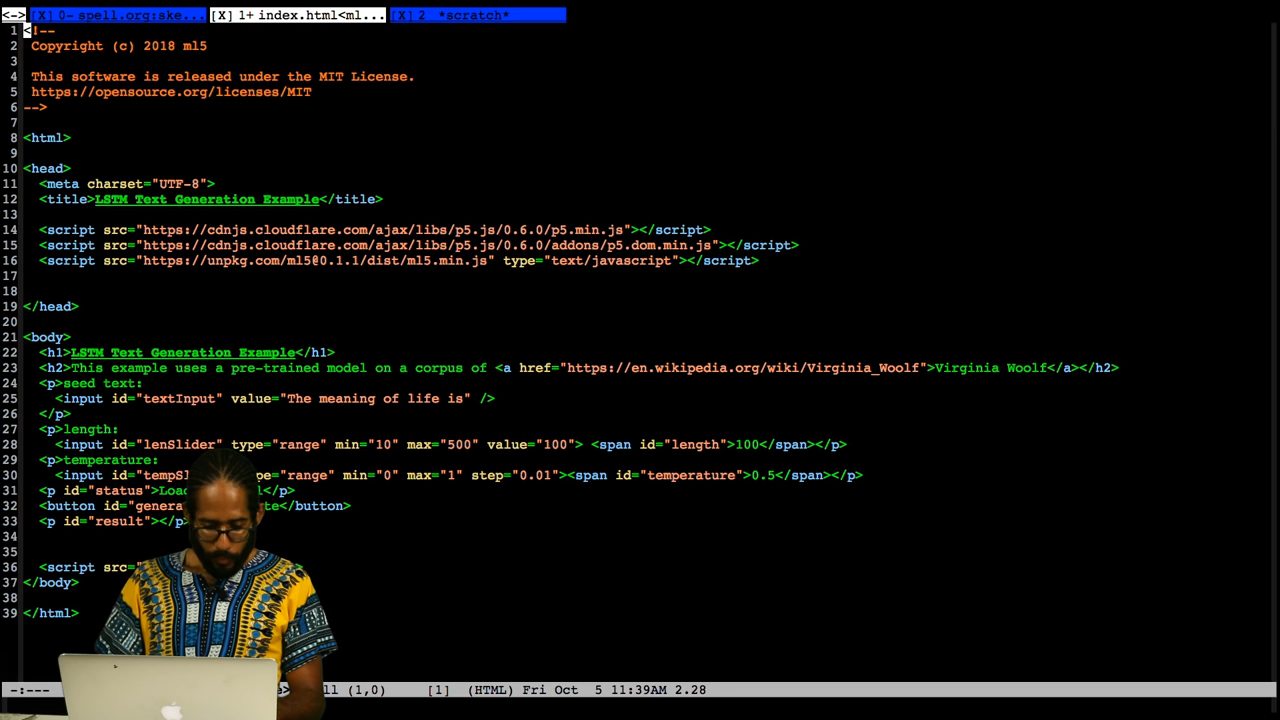 <-> [X] 0- spell.org:ske... [X] 1+ index.html<ml... [X] 2 *scratch*
1 <!--
2 Copyright (c) 2018 ml5
3
4 This software is released under the MIT License.
5 https://opensource.org/licenses/MIT
6 -->
7
8 <html>
9
10 <head>
11 <meta charset="UTF-8">
12 <title>LSTM Text Generation Example</title>
13
14 <script src="https://cdnjs.cloudflare.com/ajax/libs/p5.js/0.6.0/p5.min.js"></script>
15 <script src="https://cdnjs.cloudflare.com/ajax/libs/p5.js/0.6.0/addons/p5.dom.min.js"></script>
16 <script src="https://unpkg.com/ml5@0.1.1/dist/ml5.min.js" type="text/javascript"></script>
17
18
19 </head>
20
21 <body>
22 <h1>LSTM Text Generation Example</h1>
23 <h2>This example uses a pre-trained model on a corpus of <a href="https://en.wikipedia.org/wiki/Virginia_Woolf">Virginia Woolf</a></h2>
24 <p>seed text:
25 <input id="textInput" value="The meaning of life is" />
26 </p>
27 <p>length:
28 <input id="lenSlider" type="range" min="10" max="500" value="100"> <span id="length">100</span></p>
29 <p>temperature:
30 <input id="tempSl pe="range" min="0" max="1" step="0.01"><span id="temperature">0.5</span></p>
31 <p id="status">Loa l</p>
32 <button id="genera te</button>
33 <p id="result"></p>
34
35
36 <script src="
37 </body>
38
39 </html>
-:--- e> ll (1,0) [1] (HTML) Fri Oct 5 11:39AM 2.28